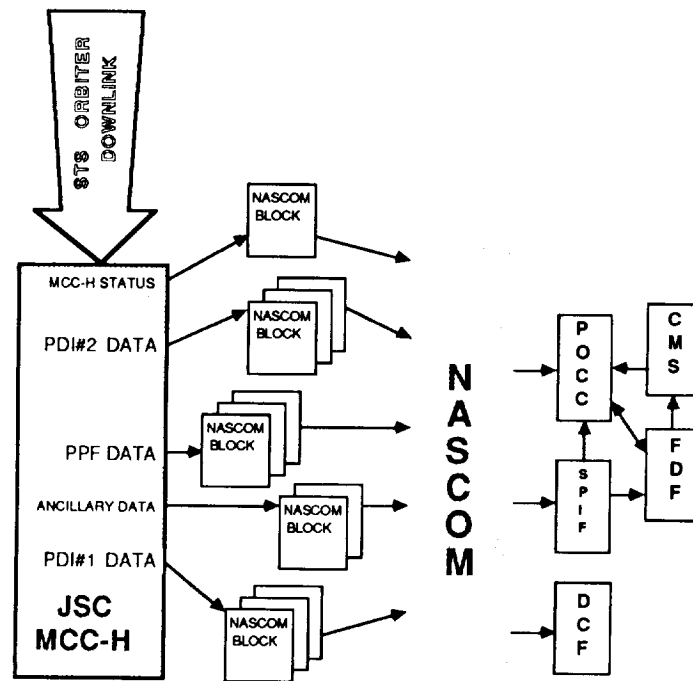 STS ORBITER
DOWNLINK
MCC-H STATUS
PDI#2 DATA
PPF DATA
ANCILLARY DATA
PDI#1 DATA
JSC
MCC-H
NASCOM
BLOCK
NASCOM
BLOCK
NASCOM
BLOCK
NASCOM
BLOCK
NASCOM
BLOCK
NASCOM
POCC
CMS
SPIF
FDF
DCF